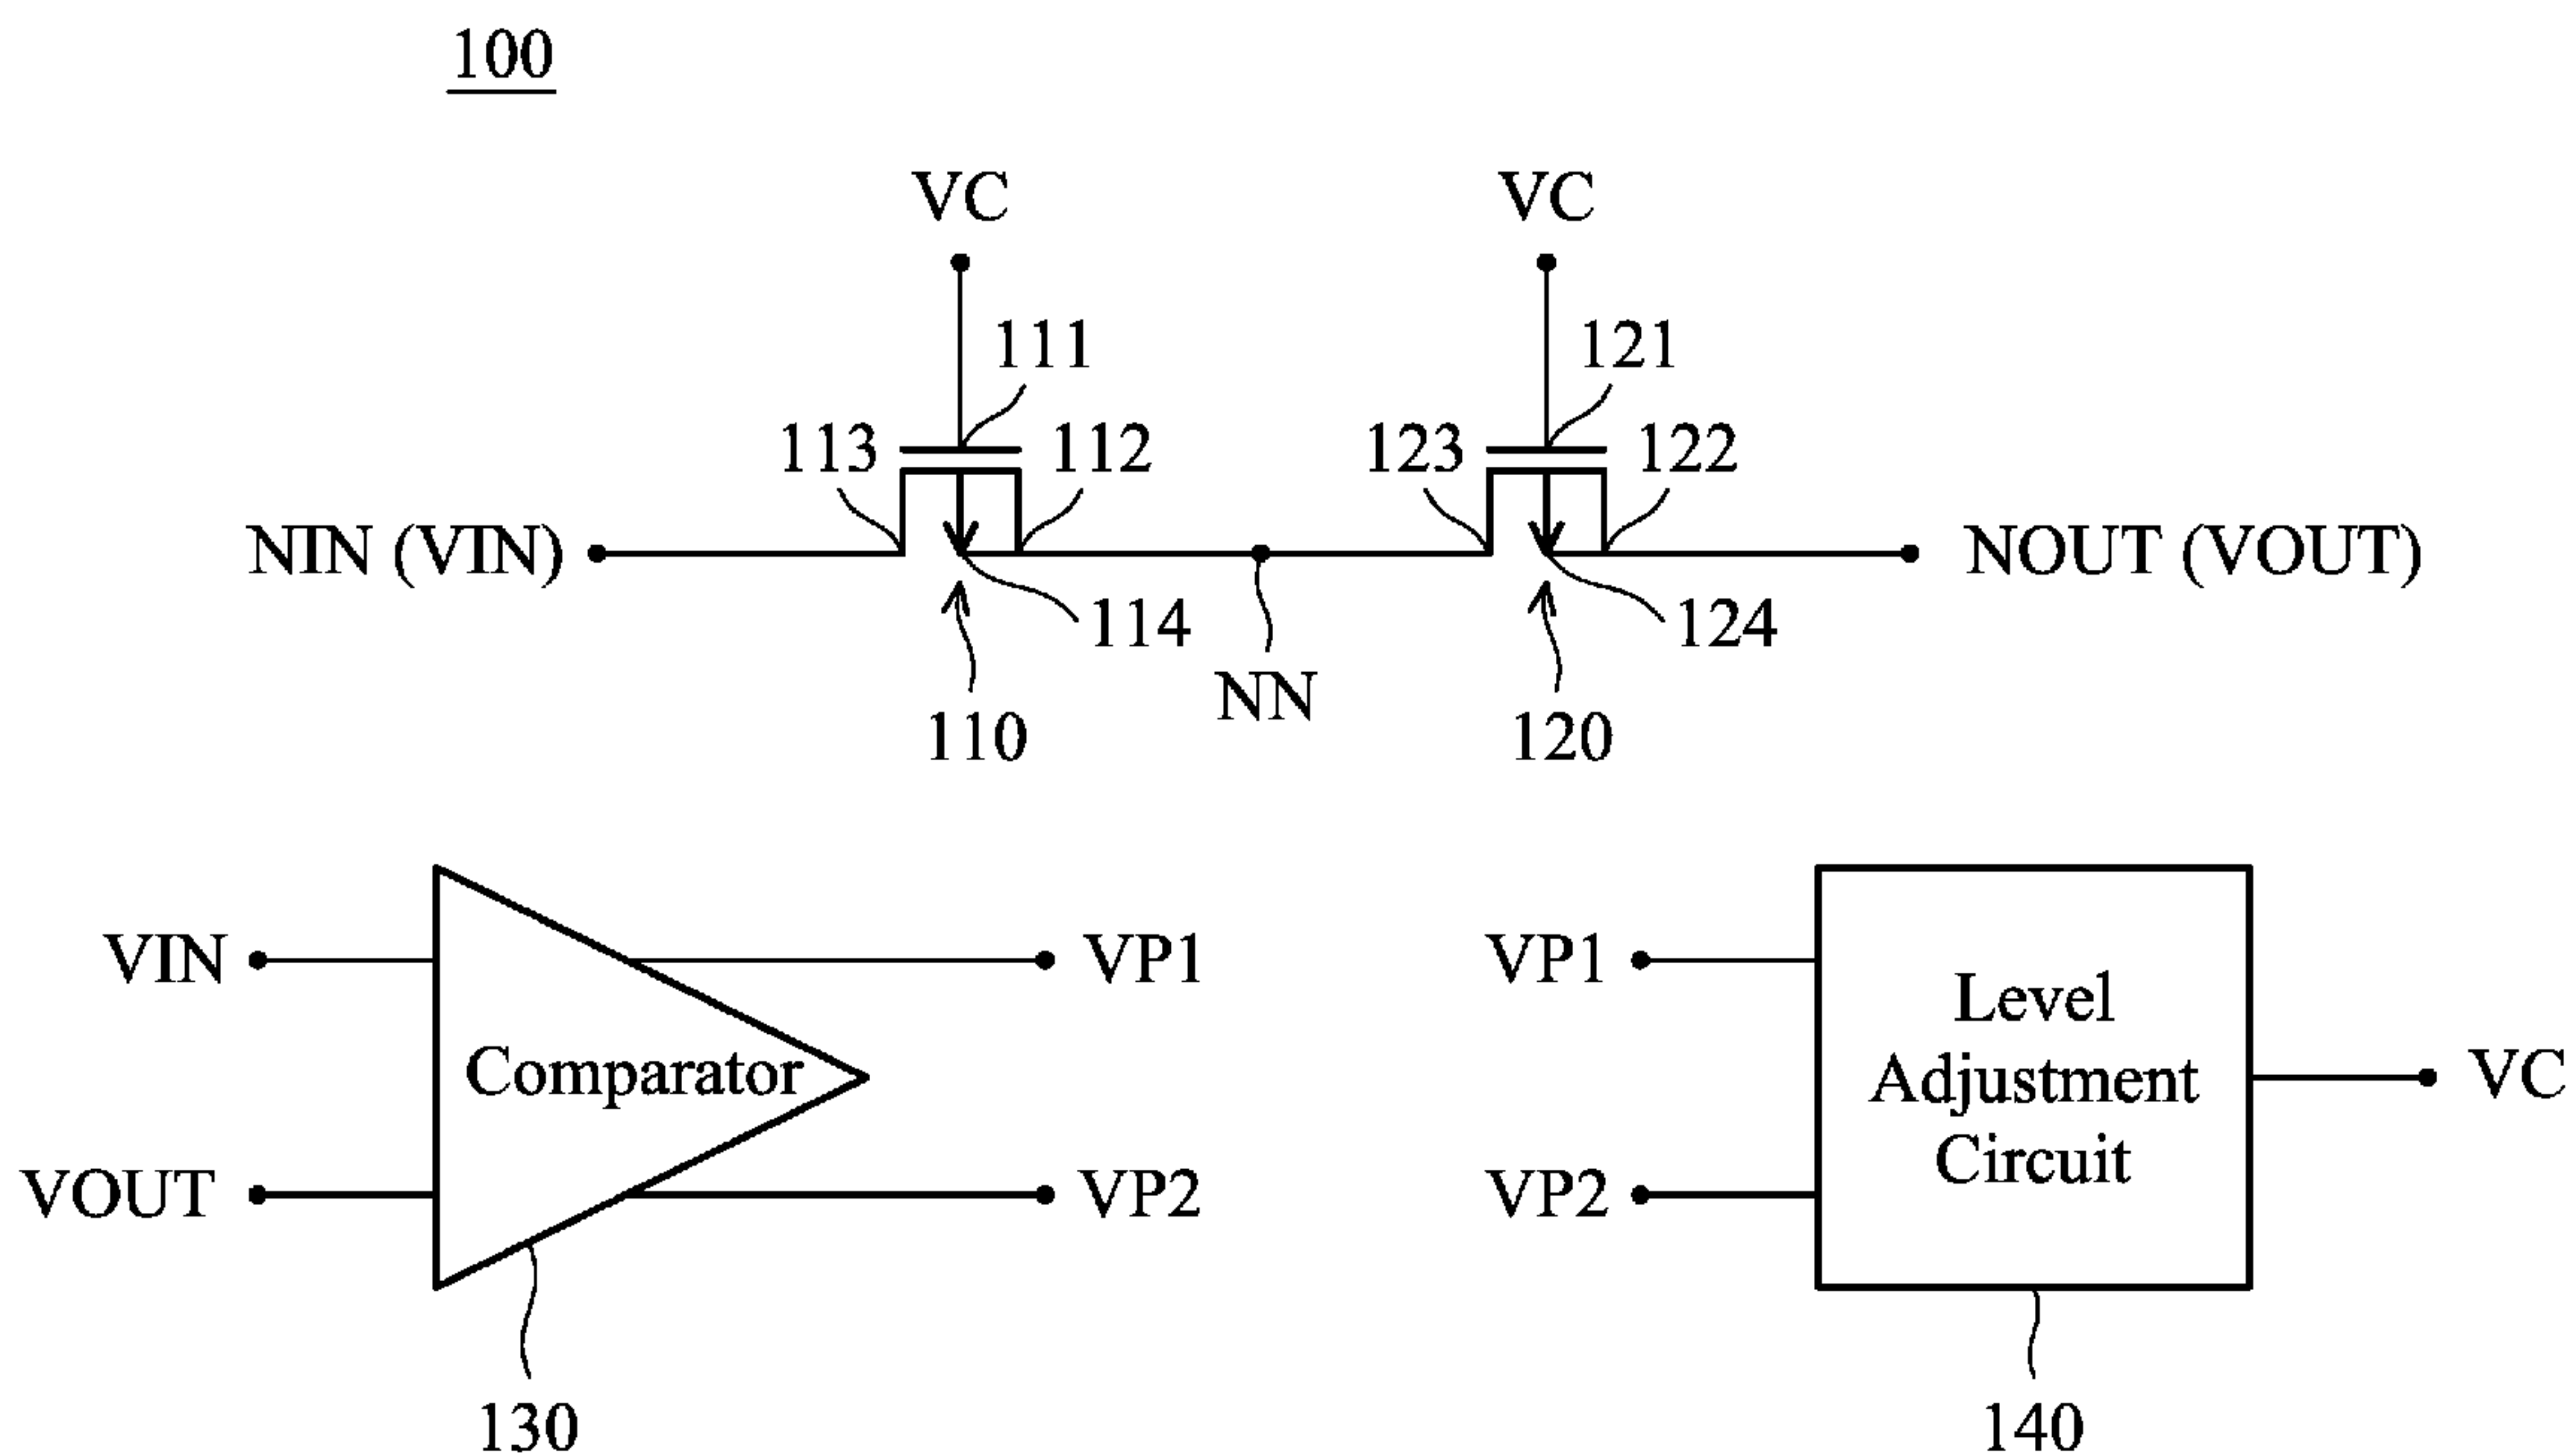 100
VC
VC
111
121
113
112
123
122
NIN (VIN)
NOUT (VOUT)
114
124
NN
110
120
VIN
VP1
VP1
Level
Adjustment
Circuit
Comparator
VC
VOUT
VP2
VP2
130
140